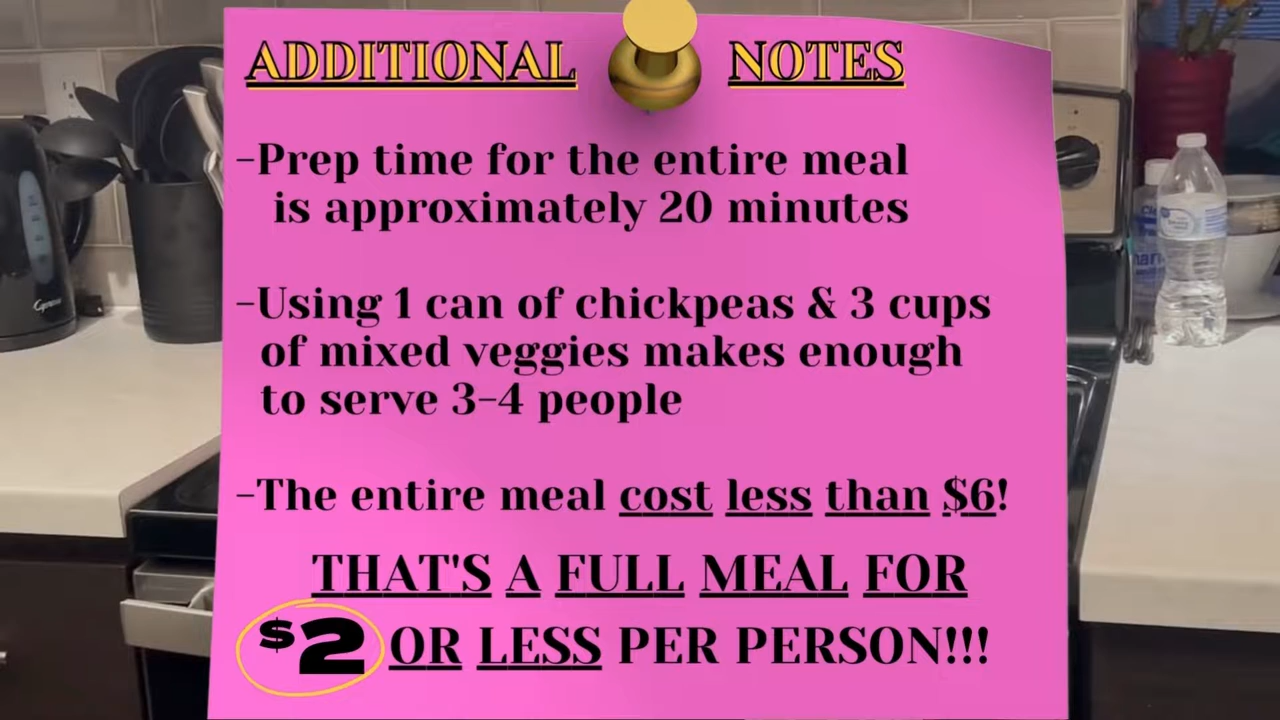 ADDITIONAL NOTES
-Prep time for the entire meal
is approximately 20 minutes
-Using 1 can of chickpeas & 3 cups
of mixed veggies makes enough
to serve 3-4 people
-The entire meal cost less than $6!
THAT'S A FULL MEAL FOR
$2 OR LESS PER PERSON!!!
Capresso